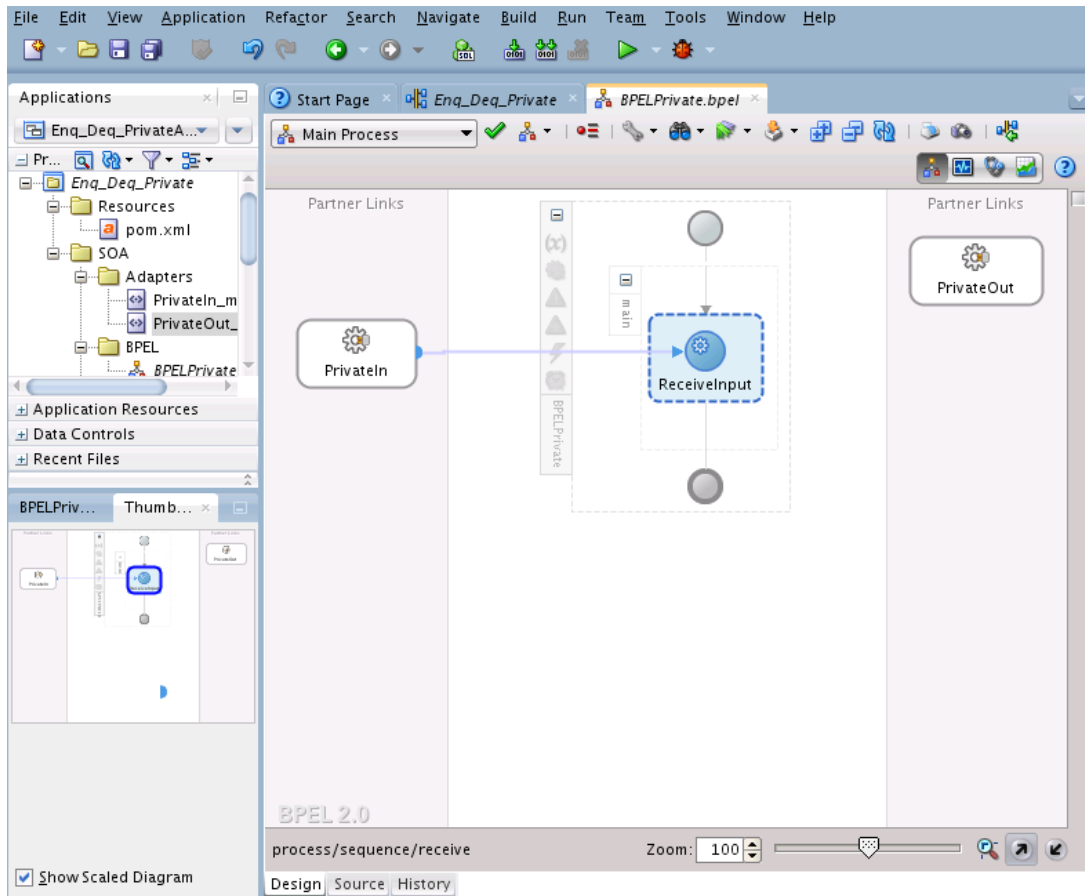 File Edit View Application Refactor Search Navigate Build Run Team Tools Window Help
Applications
Start Page
Enq_Deq_Private
BPELPrivate.bpel
Enq_Deq_PrivateA...
Main Process
Pr...
Enq_Deq_Private
Resources
pom.xml
SOA
Adapters
PrivateIn_m
PrivateOut_
BPEL
BPELPrivate
Application Resources
Data Controls
Recent Files
BPELPriv...
Thumb...
Show Scaled Diagram
Partner Links
Partner Links
PrivateIn
main
ReceiveInput
BPELPrivate
PrivateOut
BPEL 2.0
process/sequence/receive
Zoom: 100
Design Source History